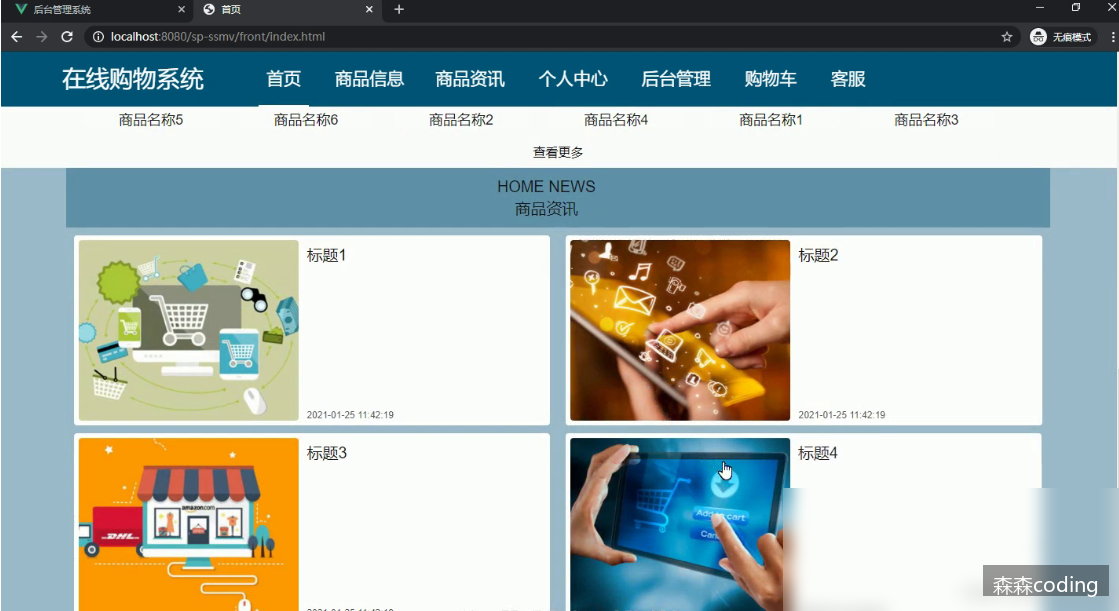 后台管理系统
首页
localhost:8080/sp-ssmv/front/index.html
无痕模式
在线购物系统
首页
商品信息
商品资讯
个人中心
后台管理
购物车
客服
商品名称5
商品名称6
商品名称2
商品名称4
商品名称1
商品名称3
查看更多
HOME NEWS
商品资讯
标题1
2021-01-25 11:42:19
标题2
2021-01-25 11:42:19
标题3
amazon.com
DHL
标题4
Add to cart
森森coding